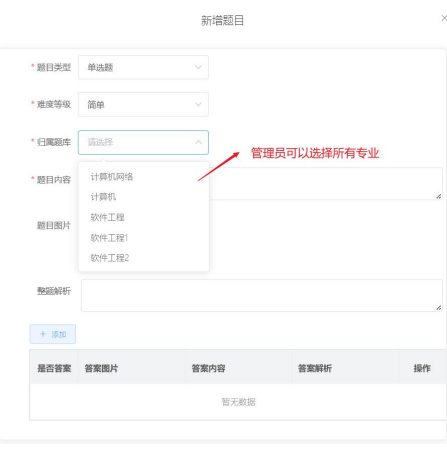 新增题目
×
* 题目类型 单选题
* 难度等级 简单
* 归属题库 请选择
管理员可以选择所有专业
* 题目内容
计算机网络
计算机
题目图片
软件工程
软件工程1
软件工程2
整题解析
+ 添加
是否答案 答案图片 答案内容 答案解析 操作
暂无数据